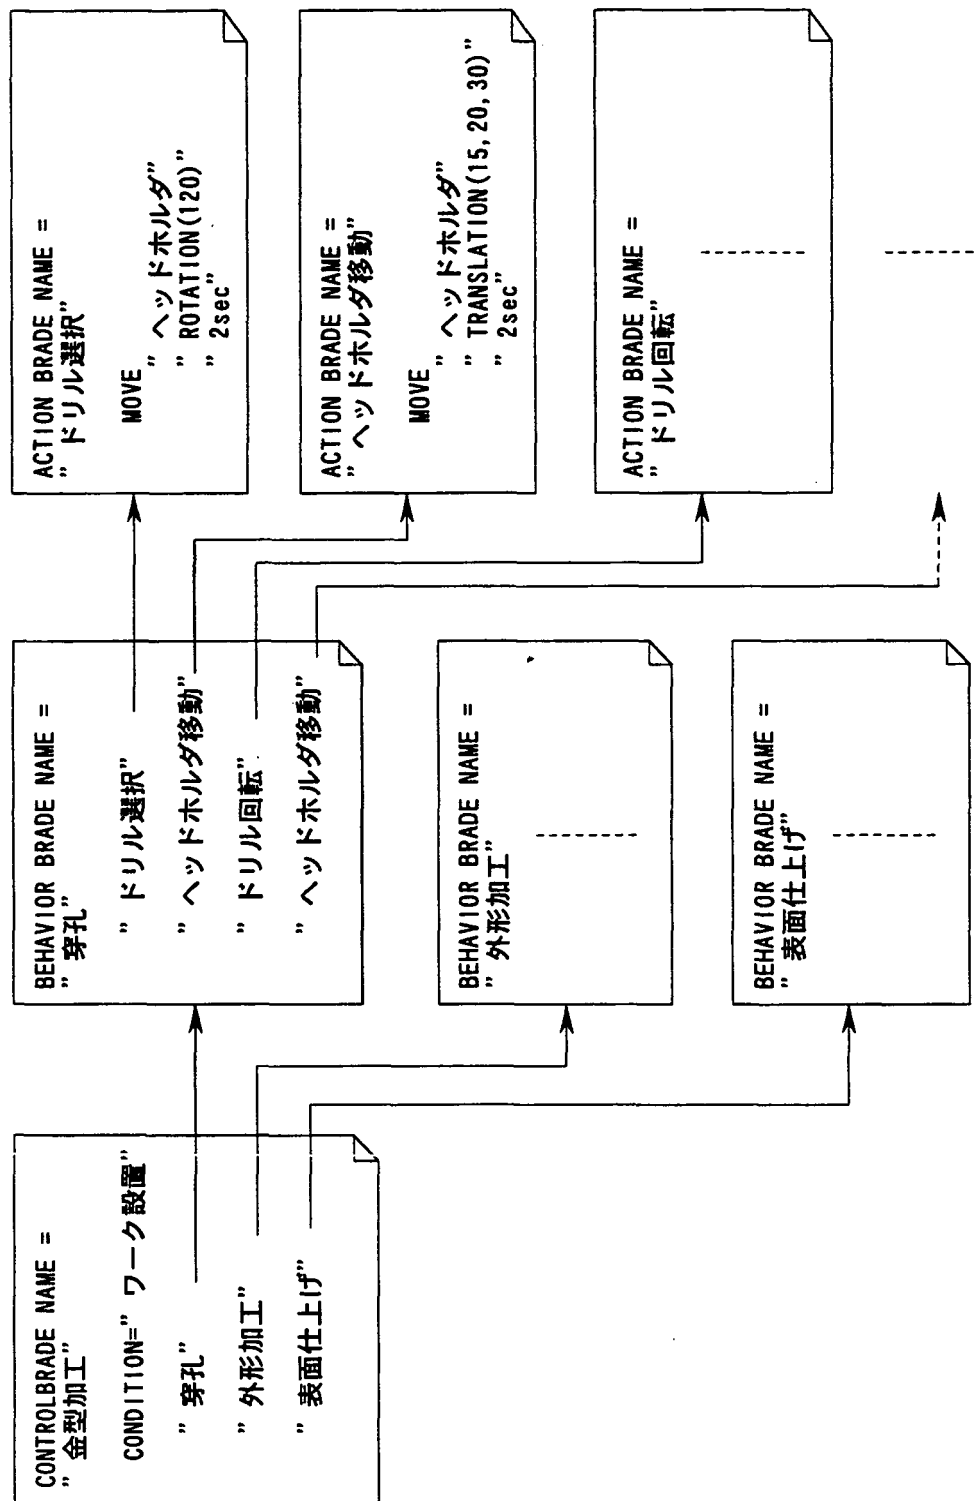 CONTROLBRADE NAME =
” 金型加工”
CONDITION=” ワーク設置”
” 穿孔”
” 外形加工”
” 表面仕上げ”
BEHAVIOR BRADE NAME =
” 穿孔”
” ドリル選択”
” ヘッドホルダ移動”
” ドリル回転”
” ヘッドホルダ移動”
BEHAVIOR BRADE NAME =
” 外形加工”
BEHAVIOR BRADE NAME =
” 表面仕上げ”
ACTION BRADE NAME =
” ドリル選択”
MOVE
” ヘッドホルダ”
” ROTATION(120)”
” 2sec”
ACTION BRADE NAME =
” ヘッドホルダ移動”
MOVE
” ヘッドホルダ”
” TRANSLATION(15, 20, 30)”
” 2sec”
ACTION BRADE NAME =
” ドリル回転”